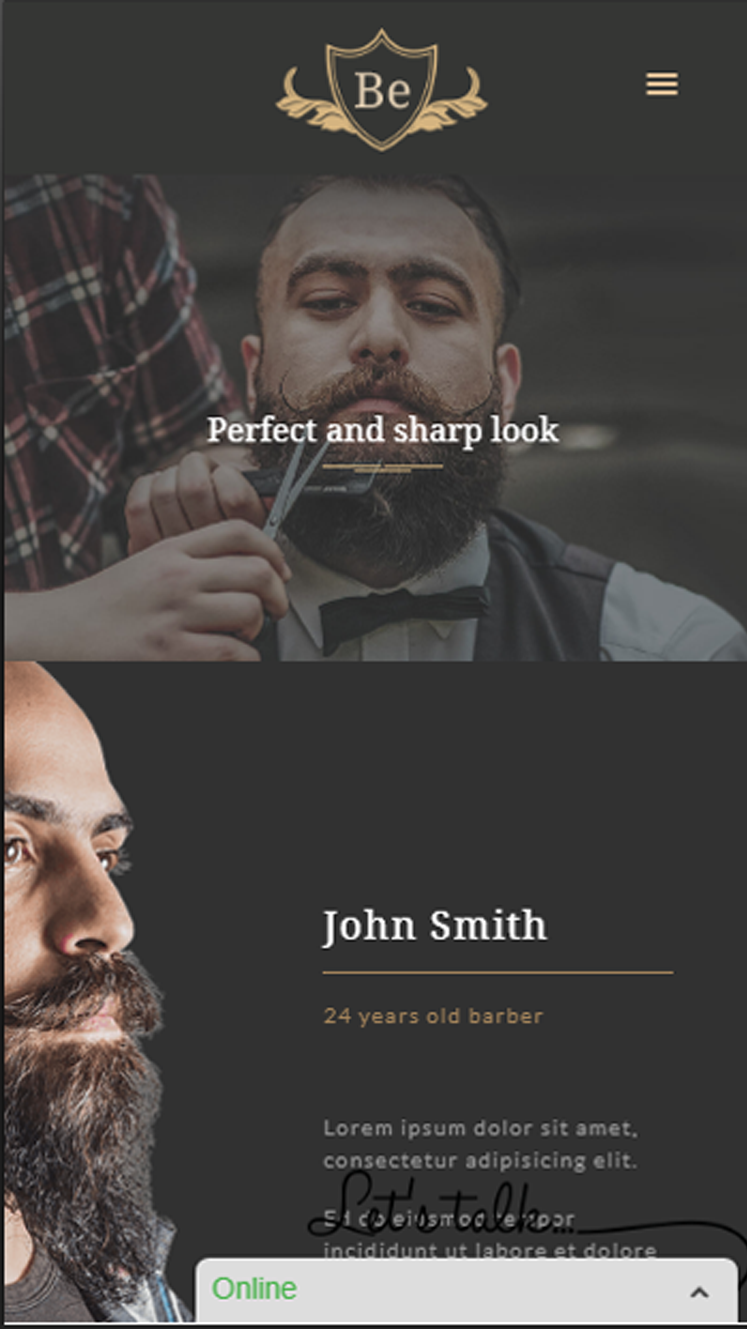 Be
Perfect and sharp look
John Smith
24 years old barber
Lorem ipsum dolor sit amet,
consectetur adipisicing elit.
Let's talk...
Ed do eiusmod tempor
incididunt ut labore et dolore
Online